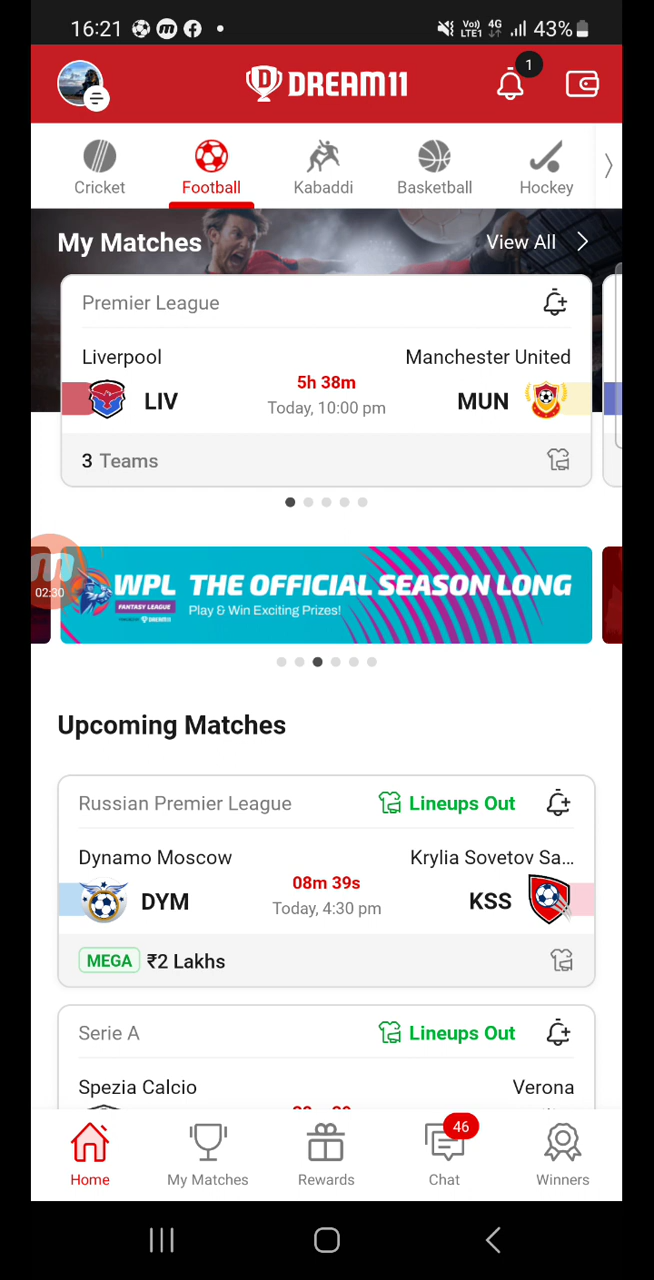 16:21
Vo)) 4G
LTE1
43%
1
DREAM11
Cricket
Football
Kabaddi
Basketball
Hockey
My Matches
View All
Premier League
Liverpool
Manchester United
5h 38m
LIV
Today, 10:00 pm
MUN
3 Teams
02:30
WPL THE OFFICIAL SEASON LONG
FANTASY LEAGUE
Play & Win Exciting Prizes!
DREAM11
Upcoming Matches
Russian Premier League
Lineups Out
Dynamo Moscow
Krylia Sovetov Sa...
08m 39s
DYM
Today, 4:30 pm
KSS
MEGA ₹2 Lakhs
Serie A
Lineups Out
Spezia Calcio
Verona
46
Home
My Matches
Rewards
Chat
Winners